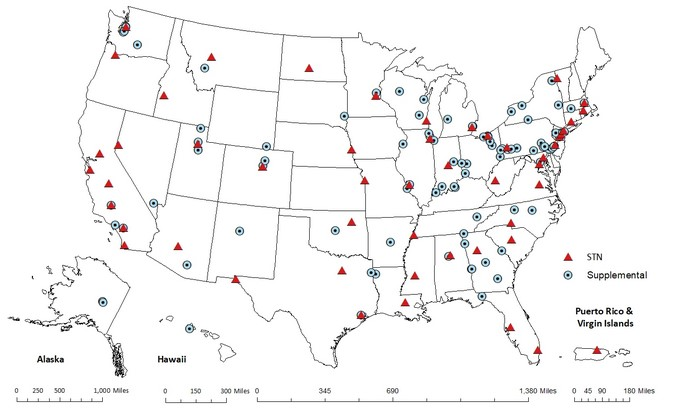 STN
Supplemental
Puerto Rico &
Virgin Islands
Alaska
Hawaii
0 250 500 1,000 Miles
0 150 300 Miles
0 345 690 1,380 Miles
0 45 90 180 Miles